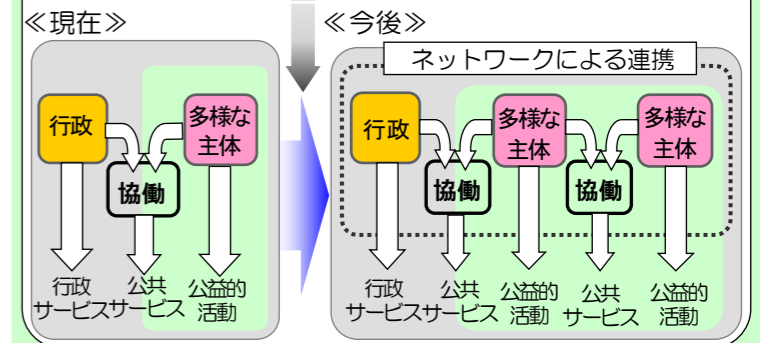 ≪現在≫
行政
多様な
主体
協働
行政
サービス
公共
サービス
公益的
活動
≪今後≫
ネットワークによる連携
行政
多様な
主体
多様な
主体
協働
協働
行政
サービス
公共
サービス
公益的
活動
公共
サービス
公益的
活動